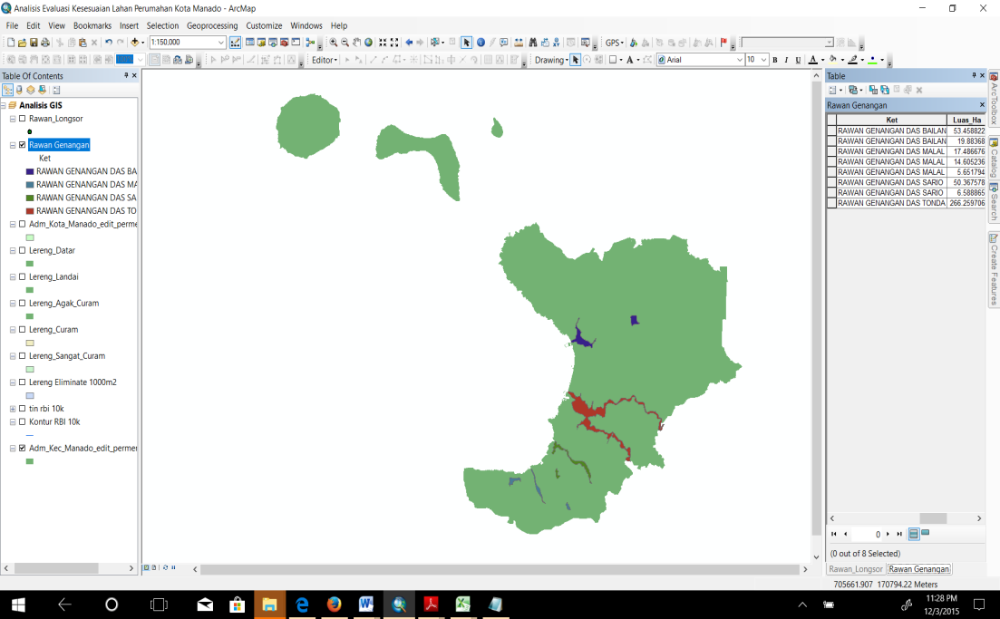 Analisis Evaluasi Kesesuaian Lahan Perumahan Kota Manado - ArcMap
File Edit View Bookmarks Insert Selection Geoprocessing Customize Windows Help
1:150,000
GPS
Editor
Drawing
Arial
10
B I U A
Table Of Contents
Analisis GIS
Rawan_Longsor
Rawan Genangan
Ket
RAWAN GENANGAN DAS BA
RAWAN GENANGAN DAS MA
RAWAN GENANGAN DAS SA
RAWAN GENANGAN DAS TO
Adm_Kota_Manado_edit_perme
Lereng_Datar
Lereng_Landai
Lereng_Agak_Curam
Lereng_Curam
Lereng_Sangat_Curam
Lereng Eliminate 1000m2
tin rbi 10k
Kontur RBI 10k
Adm_Kec_Manado_edit_permer
Table
Rawan Genangan
Ket Luas_Ha
RAWAN GENANGAN DAS BAILAN 53.458822
RAWAN GENANGAN DAS BAILAN 19.88368
RAWAN GENANGAN DAS MALAL 17.486676
RAWAN GENANGAN DAS MALAL 14.605236
RAWAN GENANGAN DAS MALAL 5.651794
RAWAN GENANGAN DAS SARIO 50.367578
RAWAN GENANGAN DAS SARIO 6.588865
RAWAN GENANGAN DAS TONDA 266.259706
0
(0 out of 8 Selected)
Rawan_Longsor Rawan Genangan
ArcToolbox
Catalog
Search
Create Features
705661.907 170794.22 Meters
11:28 PM
12/3/2015